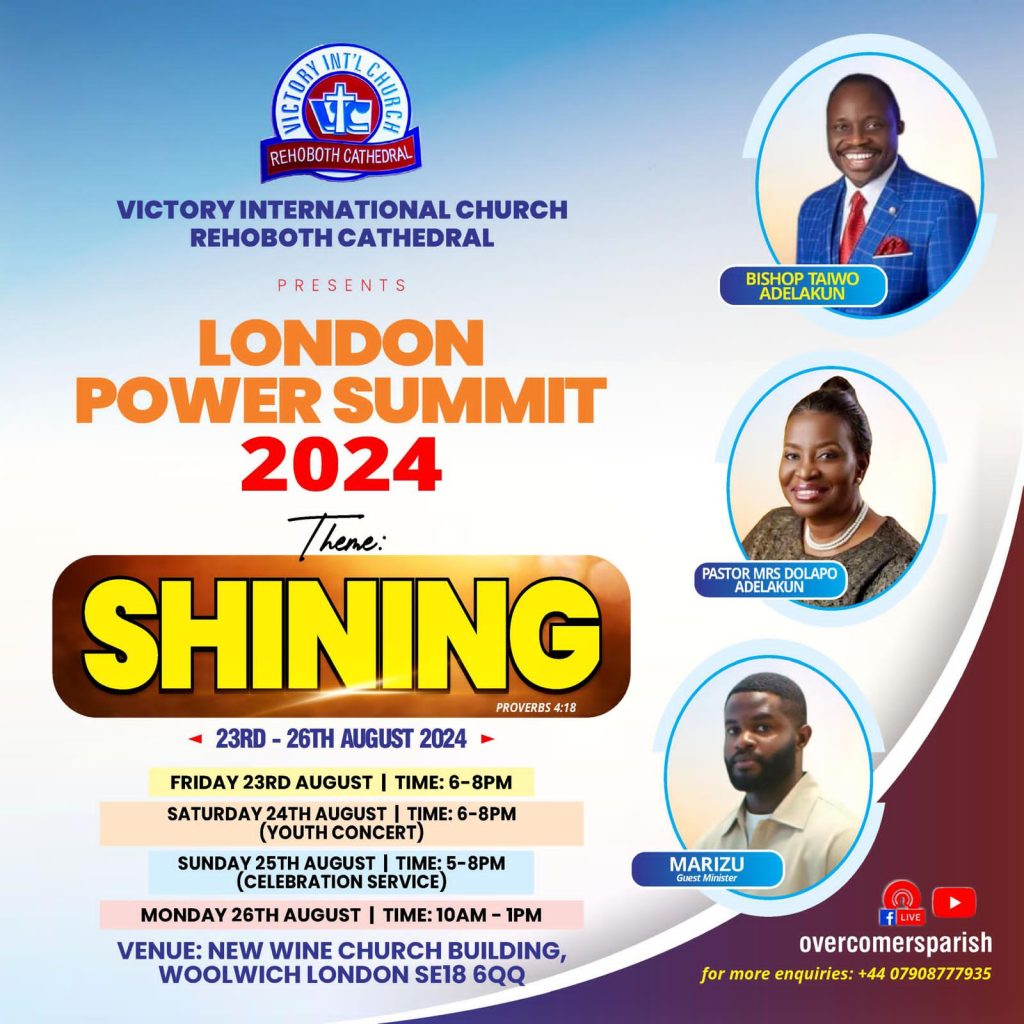 VICTORY INT'L CHURCH
VIC
REHOBOTH CATHEDRAL
VICTORY INTERNATIONAL CHURCH
REHOBOTH CATHEDRAL
PRESENTS
LONDON
POWER SUMMIT
2024
Theme:
SHINING
PROVERBS 4:18
23RD - 26TH AUGUST 2024
FRIDAY 23RD AUGUST | TIME: 6-8PM
SATURDAY 24TH AUGUST | TIME: 6-8PM
(YOUTH CONCERT)
SUNDAY 25TH AUGUST | TIME: 5-8PM
(CELEBRATION SERVICE)
MONDAY 26TH AUGUST | TIME: 10AM - 1PM
VENUE: NEW WINE CHURCH BUILDING,
WOOLWICH LONDON SE18 6QQ
BISHOP TAIWO
ADELAKUN
PASTOR MRS DOLAPO
ADELAKUN
MARIZU
Guest Minister
f LIVE
overcomersparish
for more enquiries: +44 07908777935